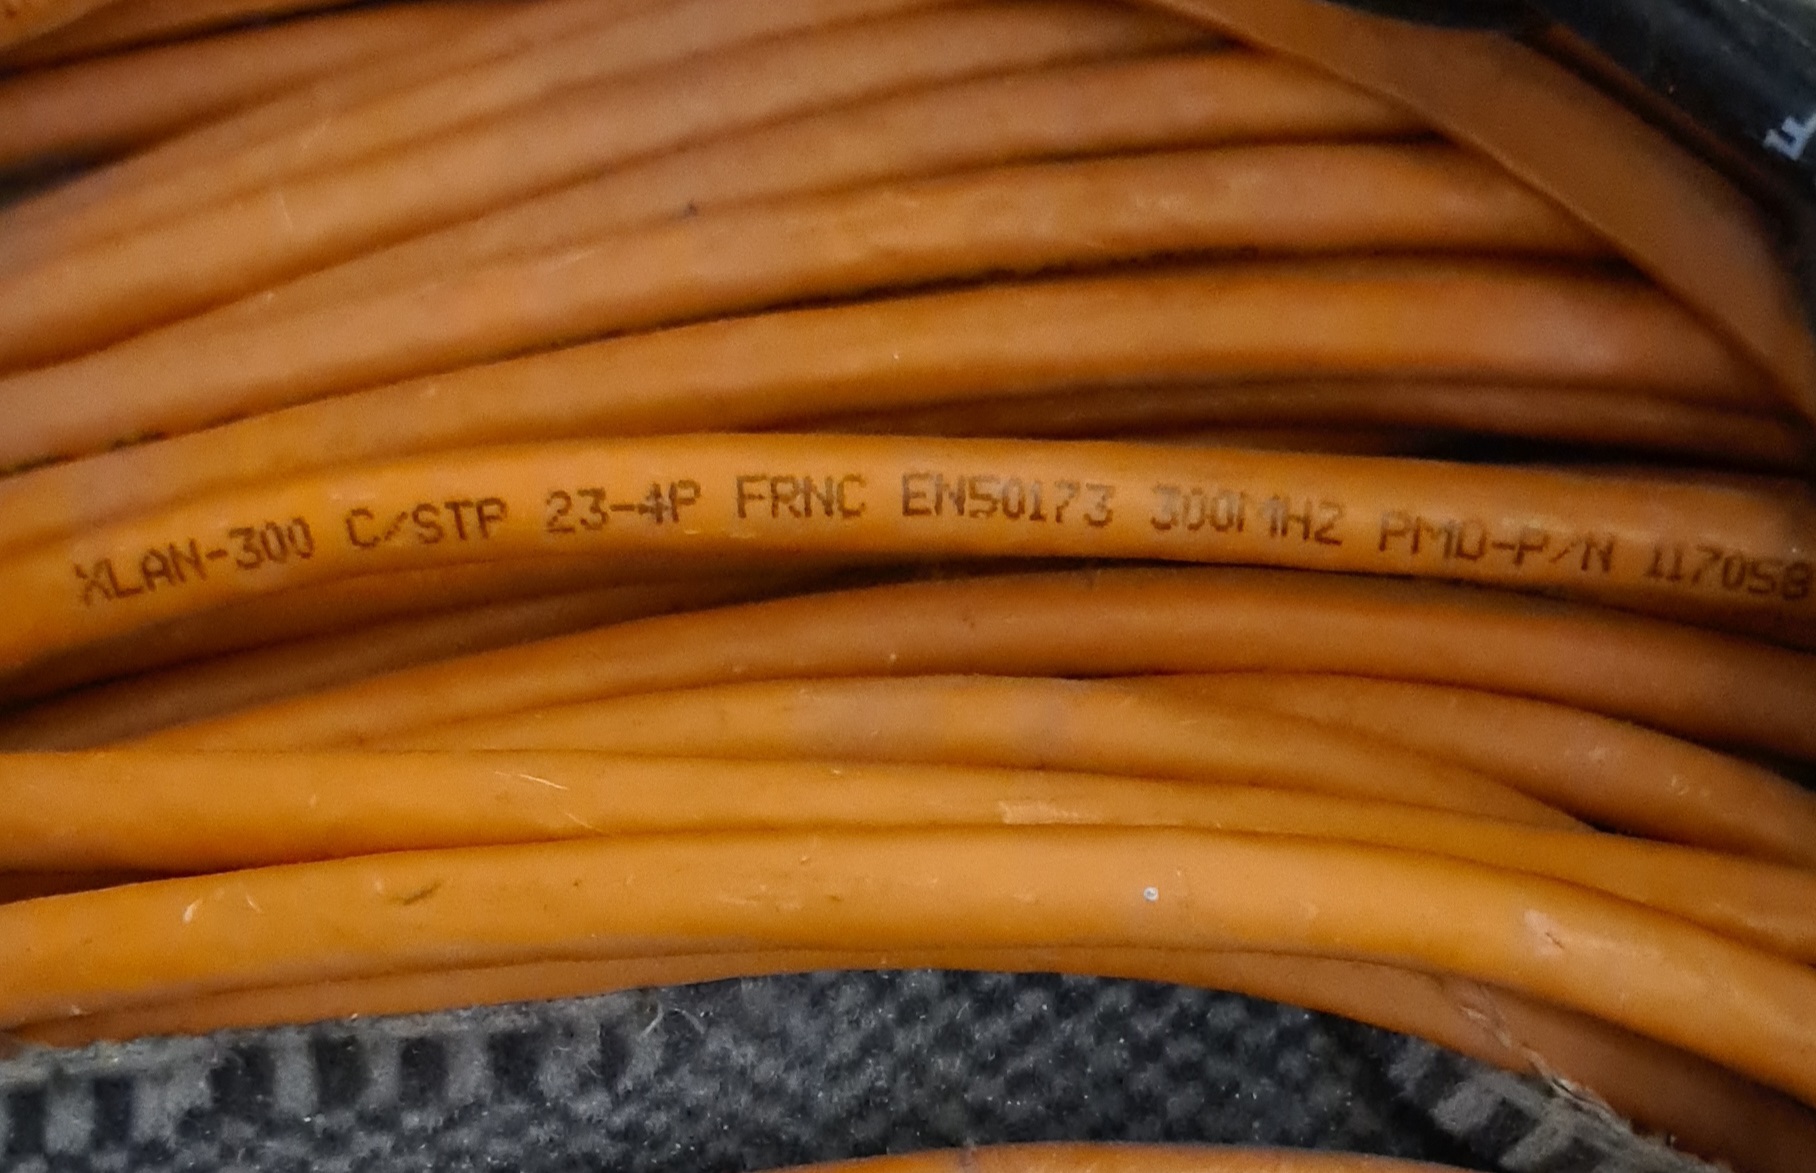 XLAN-300 C/STP 23-4P FRNC EN50173 300MHZ PMD-P/N 117058
F